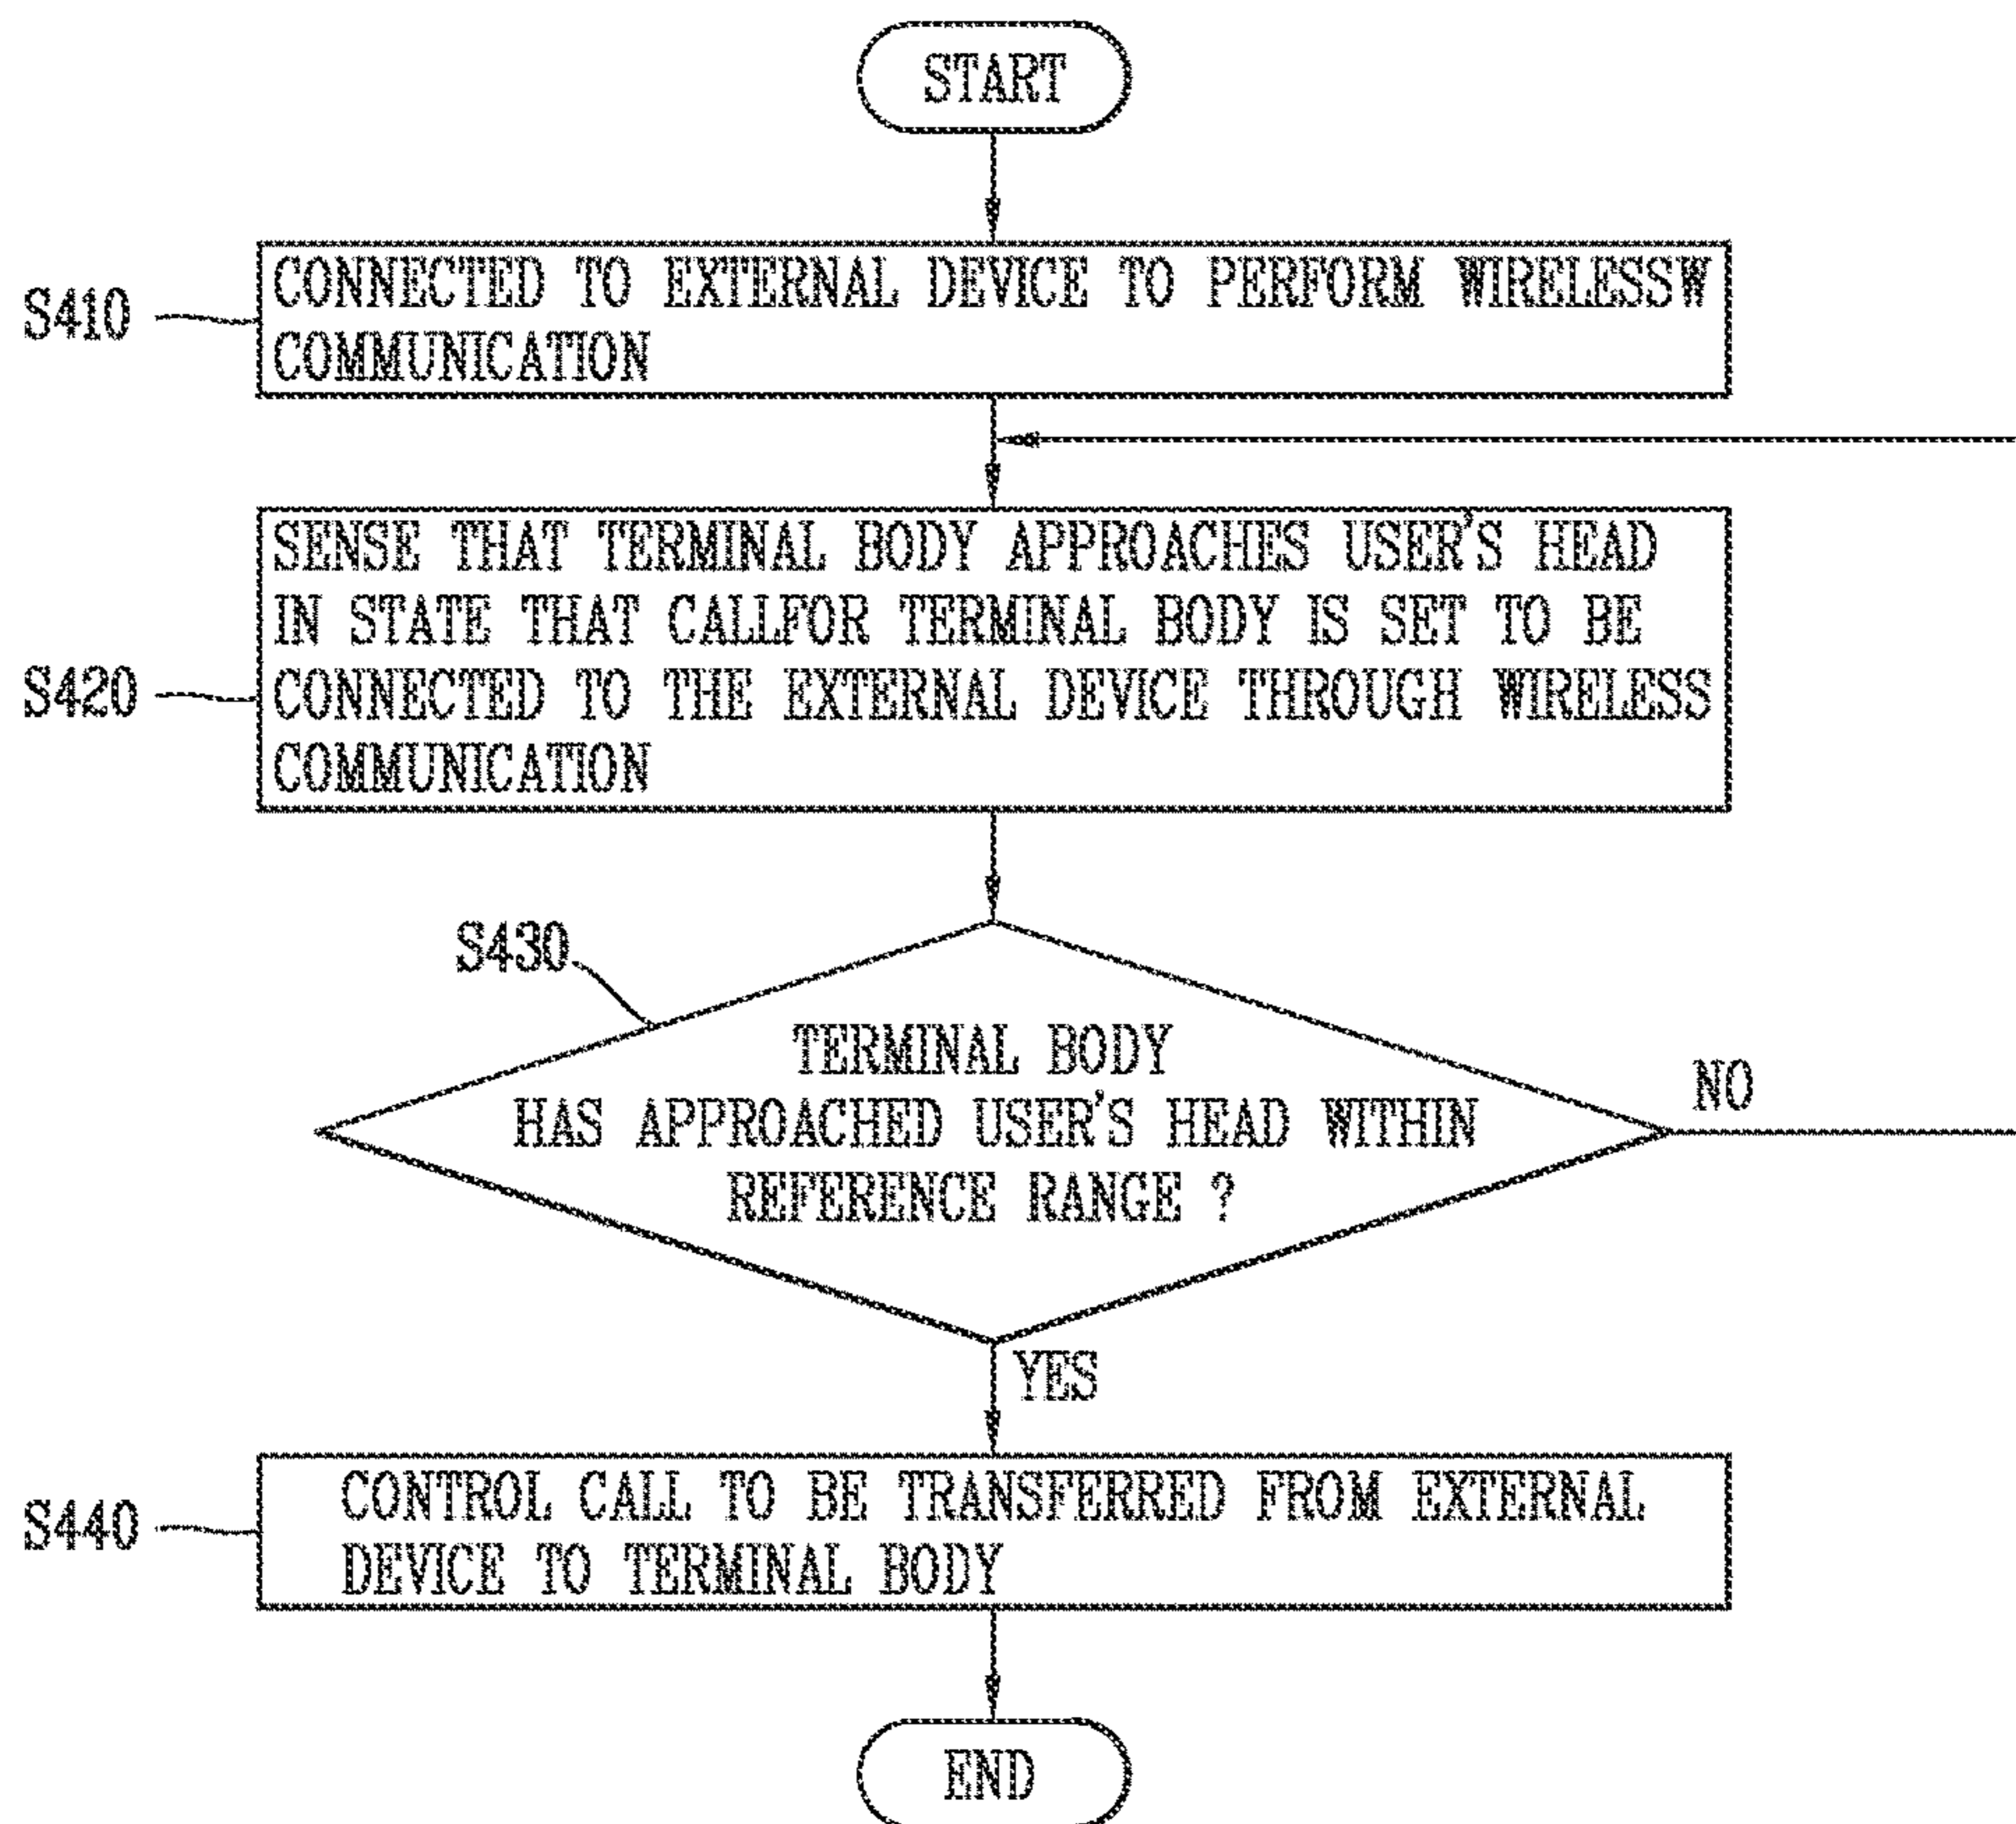 START
S410
CONNECTED TO EXTERNAL DEVICE TO PERFORM WIRELESSW
COMMUNICATION
S420
SENSE THAT TERMINAL BODY APPROACHES USER'S HEAD
IN STATE THAT CALLFOR TERMINAL BODY IS SET TO BE
CONNECTED TO THE EXTERNAL DEVICE THROUGH WIRELESS
COMMUNICATION
S430
TERMINAL BODY
HAS APPROACHED USER'S HEAD WITHIN
REFERENCE RANGE ?
NO
YES
S440
CONTROL CALL TO BE TRANSFERRED FROM EXTERNAL
DEVICE TO TERMINAL BODY
END